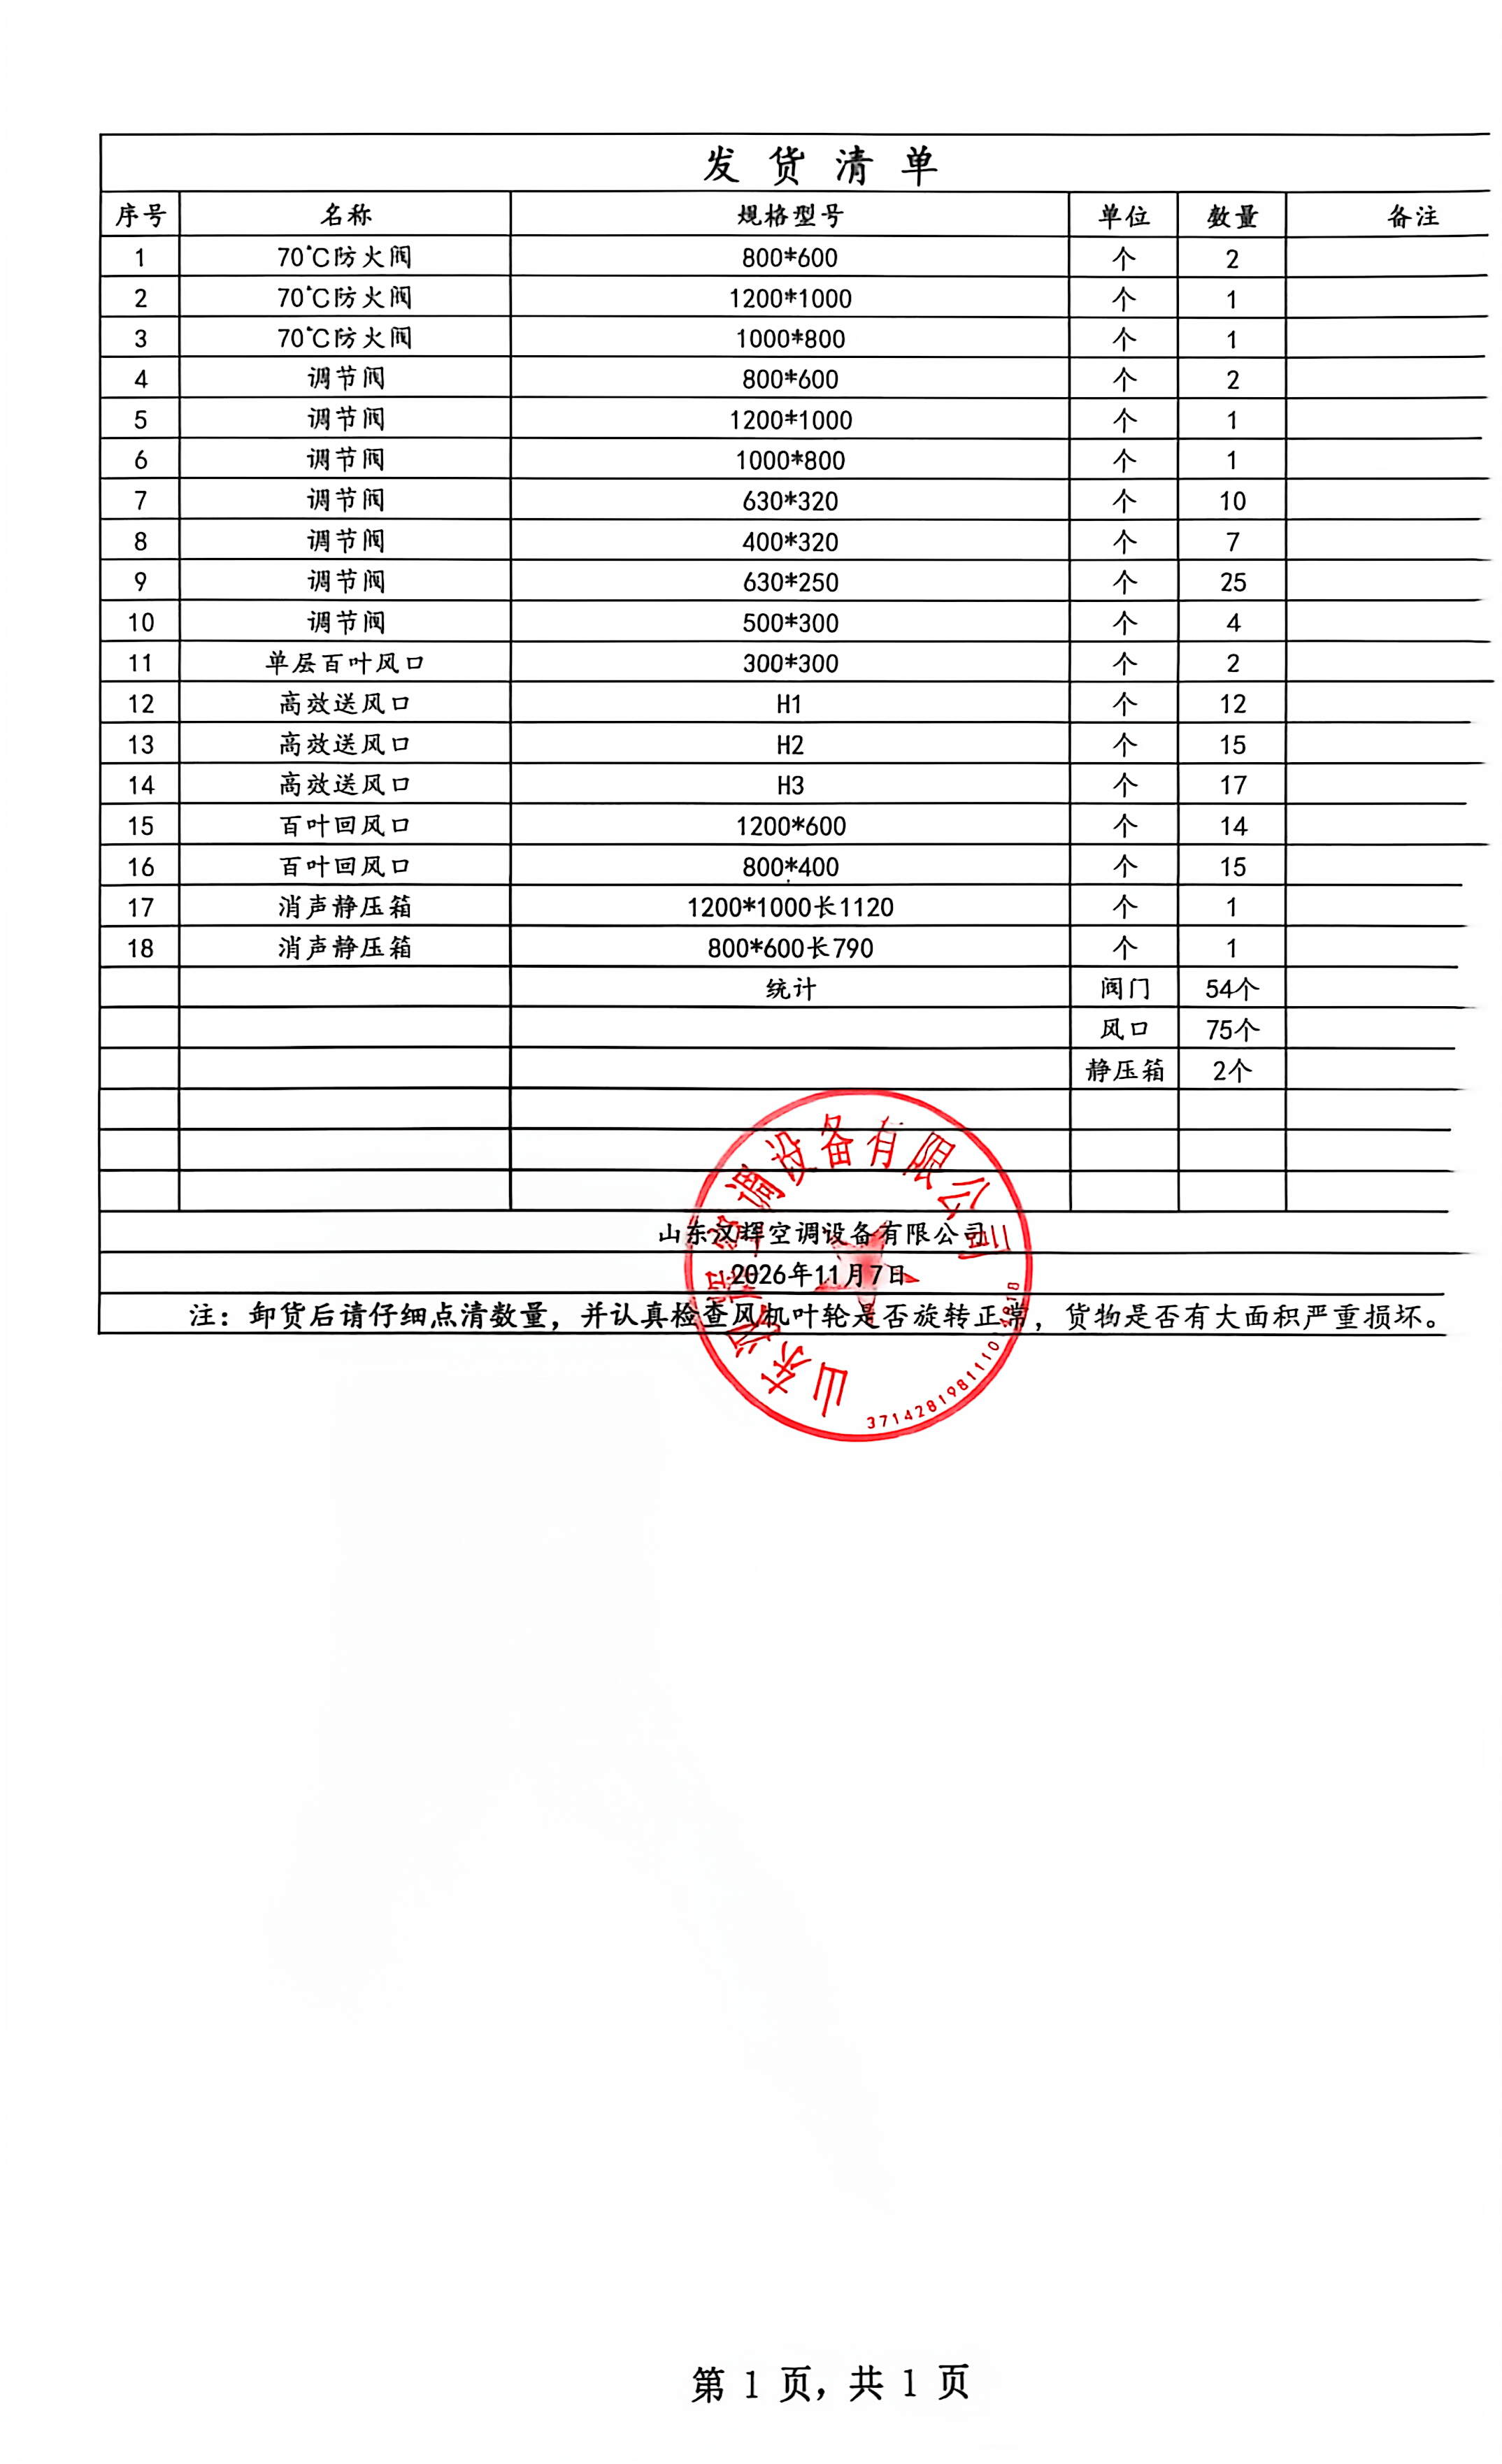 发货清单
序号 名称 规格型号 单位 数量 备注
1 70℃防火阀 800*600 个 2
2 70℃防火阀 1200*1000 个 1
3 70℃防火阀 1000*800 个 1
4 调节阀 800*600 个 2
5 调节阀 1200*1000 个 1
6 调节阀 1000*800 个 1
7 调节阀 630*320 个 10
8 调节阀 400*320 个 7
9 调节阀 630*250 个 25
10 调节阀 500*300 个 4
11 单层百叶风口 300*300 个 2
12 高效送风口 H1 个 12
13 高效送风口 H2 个 15
14 高效送风口 H3 个 17
15 百叶回风口 1200*600 个 14
16 百叶回风口 800*400 个 15
17 消声静压箱 1200*1000长1120 个 1
18 消声静压箱 800*600长790 个 1
统计 阀门 54个
风口 75个
静压箱 2个
山东汉辉空调设备有限公司
2026年11月7日
注：卸货后请仔细点清数量，并认真检查风机叶轮是否旋转正常，货物是否有大面积严重损坏。
山东汉辉空调设备有限公司
第 1 页，共 1 页